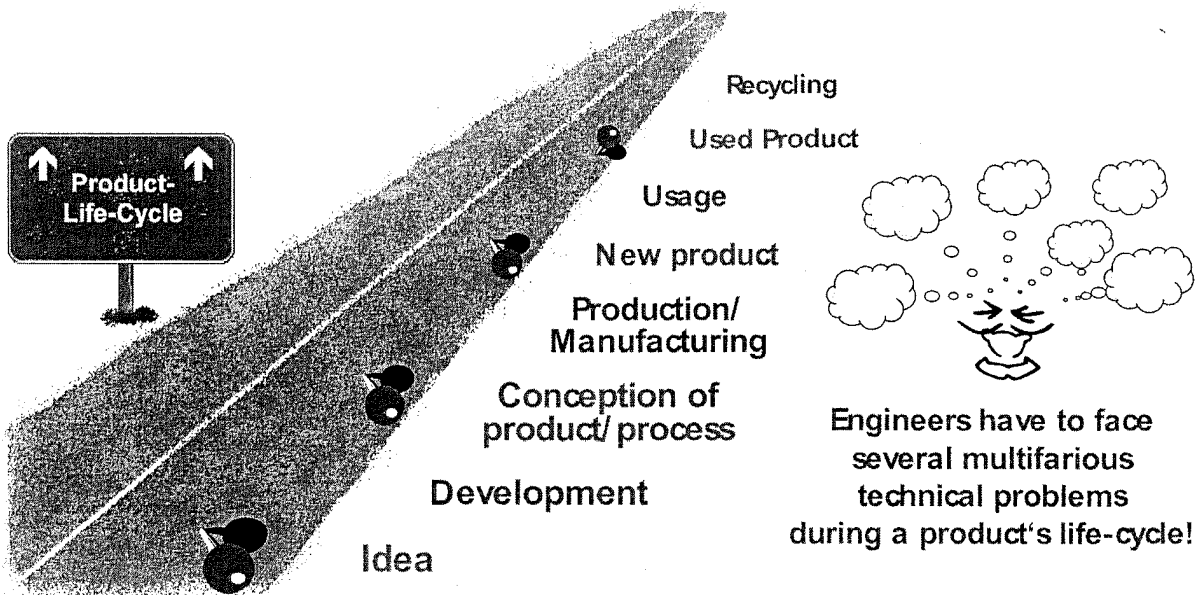 Product-
Life-Cycle
Recycling
Used Product
Usage
New product
Production/
Manufacturing
Conception of
product/ process
Development
Idea
Engineers have to face
several multifarious
technical problems
during a product's life-cycle!